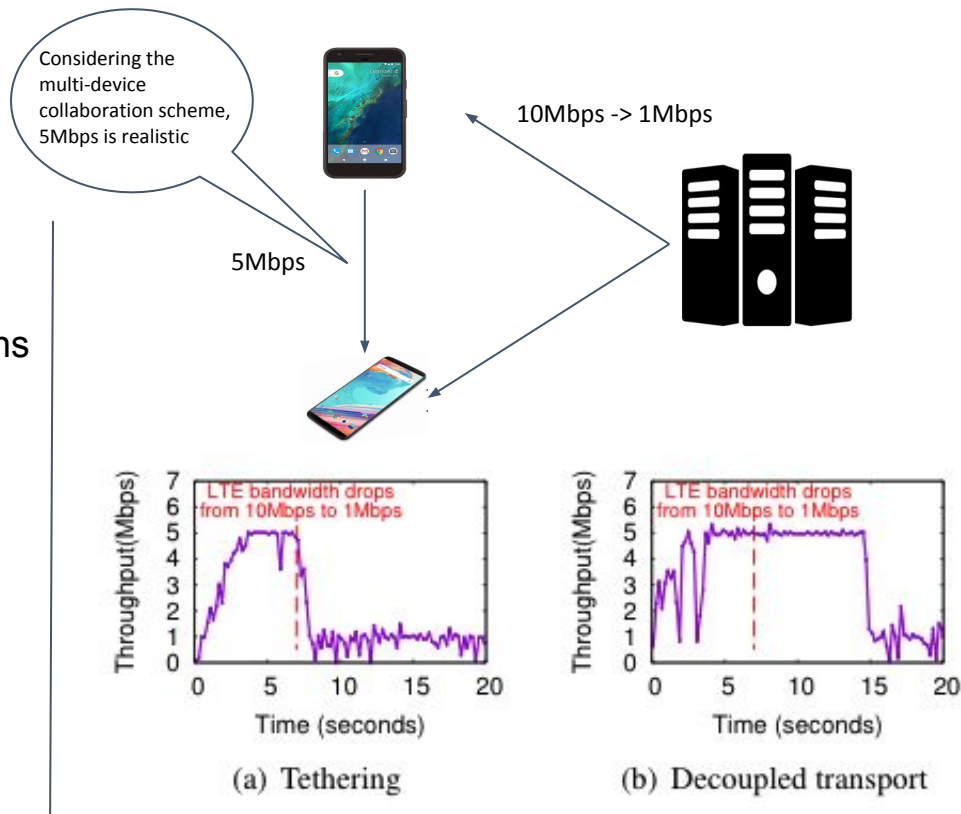 Considering the
multi-device
collaboration scheme,
5Mbps is realistic
10Mbps -> 1Mbps
5Mbps
ns
Throughput(Mbps)
7
6
5
4
3
2
1
0
LTE bandwidth drops
from 10Mbps to 1Mbps
0 5 10 15 20
Time (seconds)
(a) Tethering
Throughput(Mbps)
7
6
5
4
3
2
1
0
LTE bandwidth drops
from 10Mbps to 1Mbps
0 5 10 15 20
Time (seconds)
(b) Decoupled transport